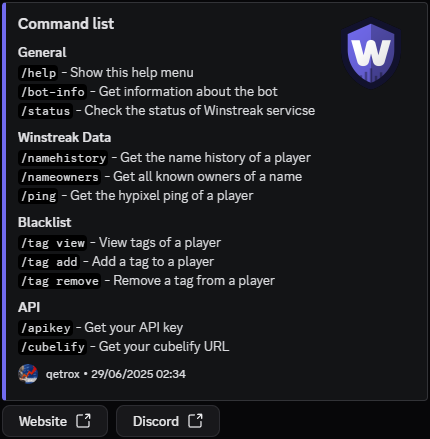 Command list
General
/help - Show this help menu
/bot-info - Get information about the bot
/status - Check the status of Winstreak servicse
Winstreak Data
/namehistory - Get the name history of a player
/nameowners - Get all known owners of a name
/ping - Get the hypixel ping of a player
Blacklist
/tag view - View tags of a player
/tag add - Add a tag to a player
/tag remove - Remove a tag from a player
API
/apikey - Get your API key
/cubelify - Get your cubelify URL
qetrox • 29/06/2025 02:34
Website
Discord
W